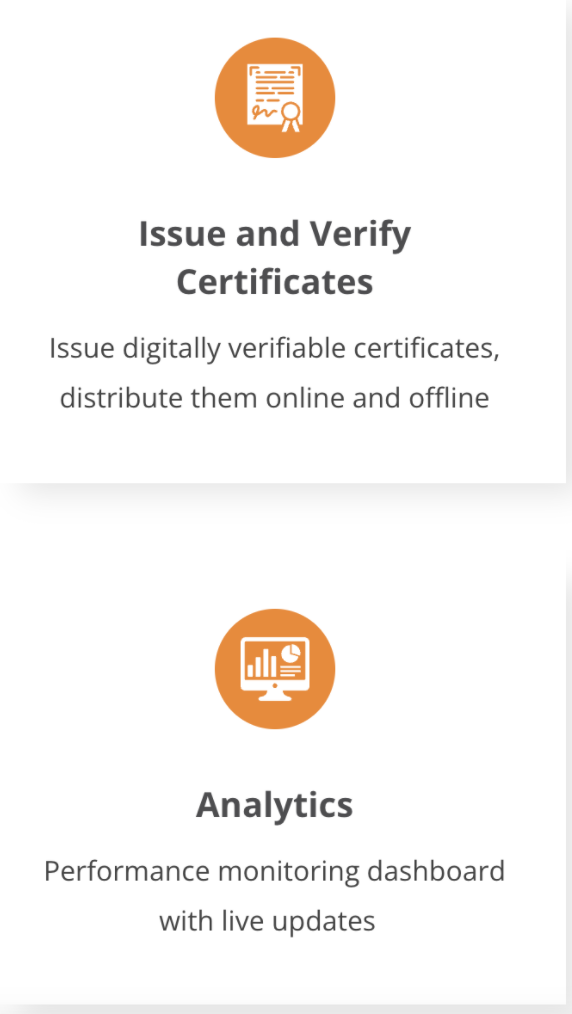 Issue and Verify
Certificates
Issue digitally verifiable certificates,
distribute them online and offline
Analytics
Performance monitoring dashboard
with live updates